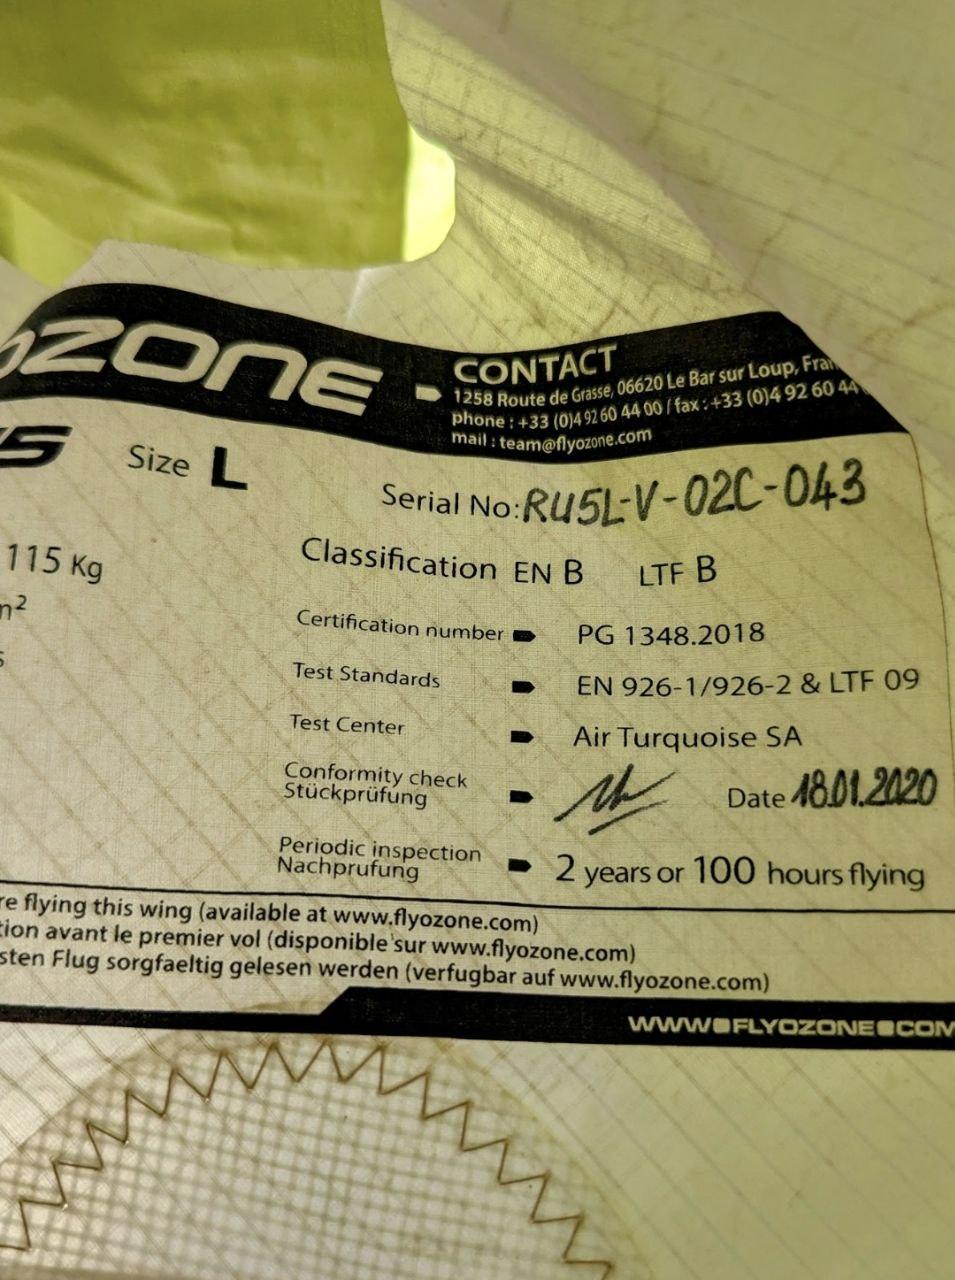 OZONE
CONTACT
1258 Route de Grasse, 06620 Le Bar sur Loup,
phone : +33 (0)4 92 60 44 00 / fax : +33 (0)4 92 60 44
mail : team@flyozone.com
Size L
Serial No: RU5L-V-02C-043
115 Kg
Classification EN B LTF B
Certification number PG 1348.2018
Test Standards EN 926-1/926-2 & LTF 09
Test Center Air Turquoise SA
Conformity check
Stückprüfung Date 18.01.2020
Periodic inspection
Nachprufung 2 years or 100 hours flying
flying this wing (available at www.flyozone.com)
avant le premier vol (disponible sur www.flyozone.com)
Flug sorgfaeltig gelesen werden (verfugbar auf www.flyozone.com)
WWW.FLYOZONE.COM